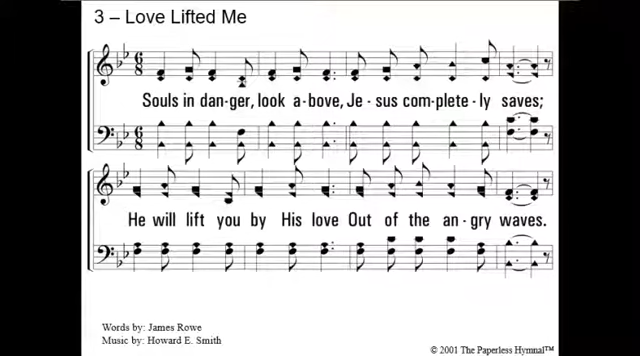 3 – Love Lifted Me
Souls in dan-ger, look a-bove, Je - sus com-plete - ly saves;
He will lift you by His love Out of the an - gry waves.
Words by: James Rowe
Music by: Howard E. Smith
© 2001 The Paperless Hymnal™